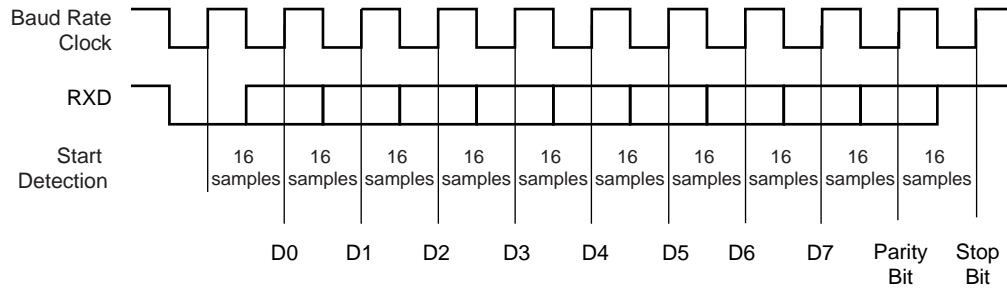 Baud Rate
Clock
RXD
Start
Detection
16 samples
16 samples
16 samples
16 samples
16 samples
16 samples
16 samples
16 samples
16 samples
16 samples
D0
D1
D2
D3
D4
D5
D6
D7
Parity
Bit
Stop
Bit